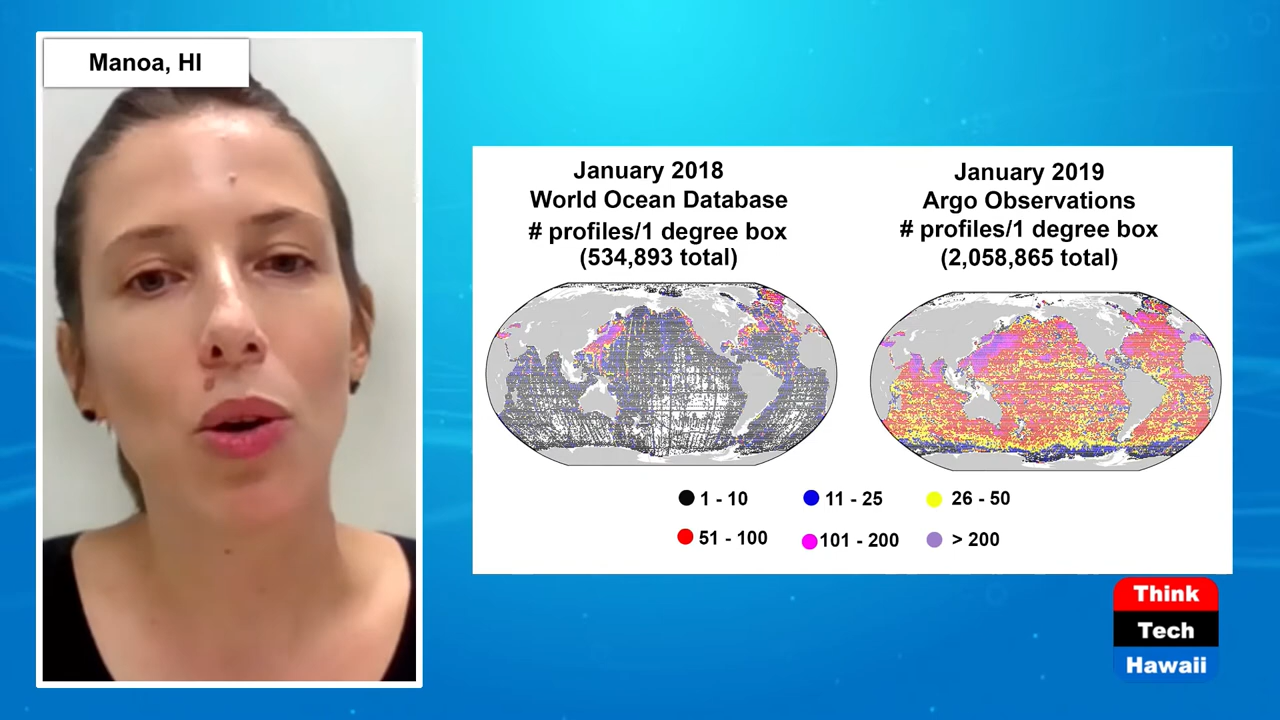 Manoa, HI
January 2018
World Ocean Database
# profiles/1 degree box
(534,893 total)
January 2019
Argo Observations
# profiles/1 degree box
(2,058,865 total)
1 - 10
11 - 25
26 - 50
51 - 100
101 - 200
> 200
Think
Tech
Hawaii